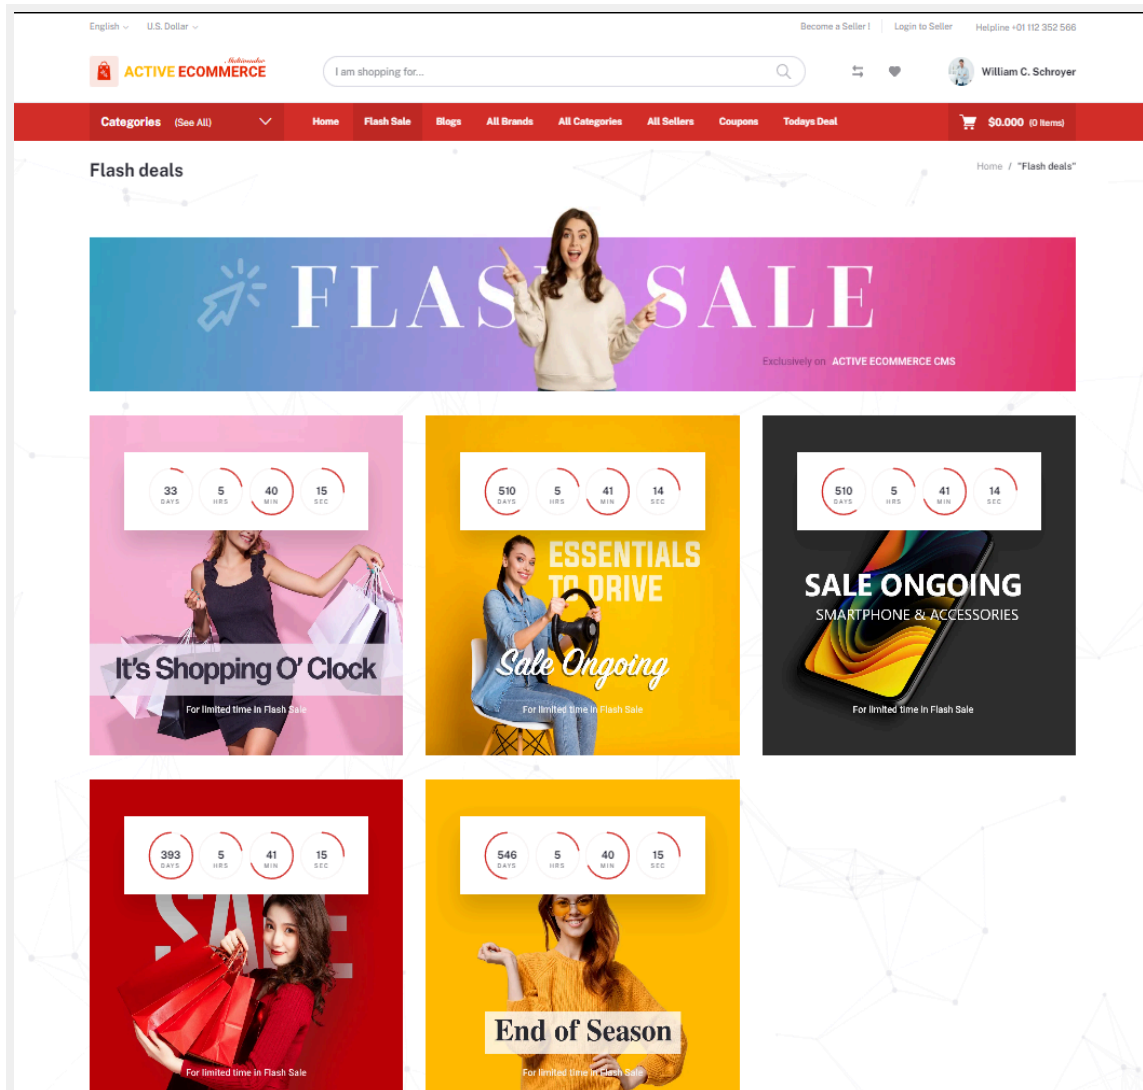 English U.S. Dollar Become a Seller ! Login to Seller Helpline +01 112 352 566
Multivendor
ACTIVE ECOMMERCE I am shopping for... William C. Schroyer
Categories (See All) Home Flash Sale Blogs All Brands All Categories All Sellers Coupons Todays Deal $0.000 (0 Items)
Flash deals Home / "Flash deals"
FLASH SALE
Exclusively on ACTIVE ECOMMERCE CMS
33 5 40 15
DAYS HRS MIN SEC
It's Shopping O' Clock
For limited time in Flash Sale
510 5 41 14
DAYS HRS MIN SEC
ESSENTIALS
TO DRIVE
Sale Ongoing
For limited time in Flash Sale
510 5 41 14
DAYS HRS MIN SEC
SALE ONGOING
SMARTPHONE & ACCESSORIES
For limited time in Flash Sale
393 5 41 15
DAYS HRS MIN SEC
SALE
For limited time in Flash Sale
546 5 40 15
DAYS HRS MIN SEC
End of Season
For limited time in Flash Sale